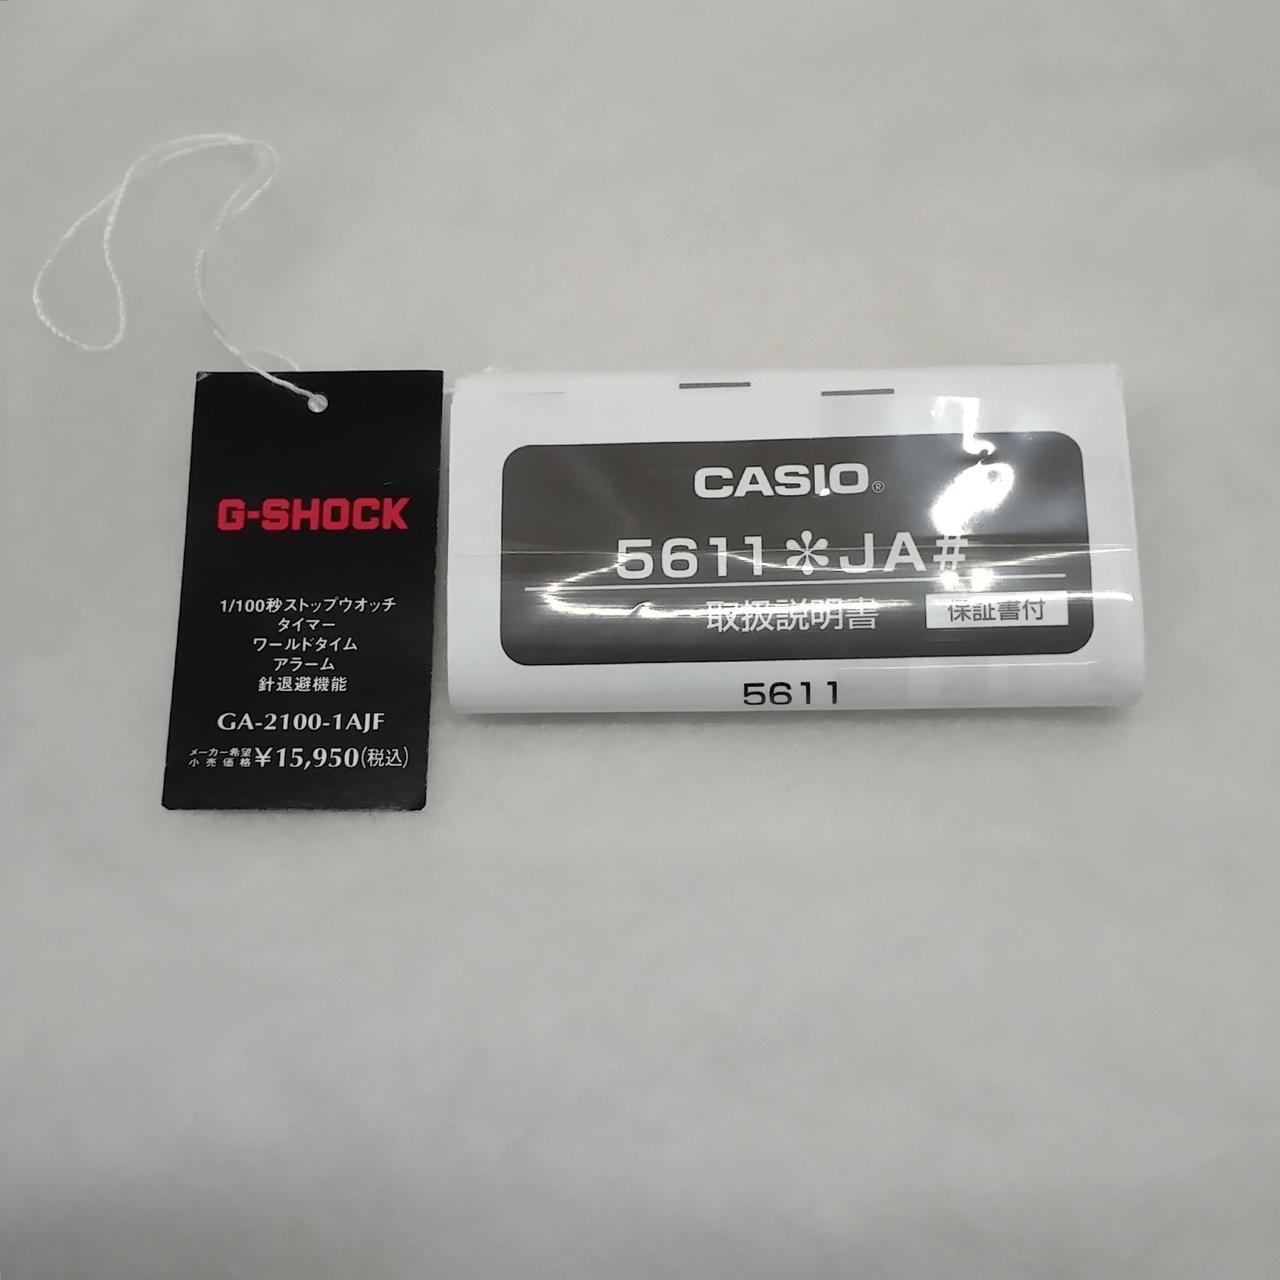 G-SHOCK
1/100秒ストップウオッチ
タイマー
ワールドタイム
アラーム
針退避機能
GA-2100-1AJF
メーカー希望
小売価格 ¥15,950(税込)
CASIO®
5611✽JA#
取扱説明書 保証書付
5611